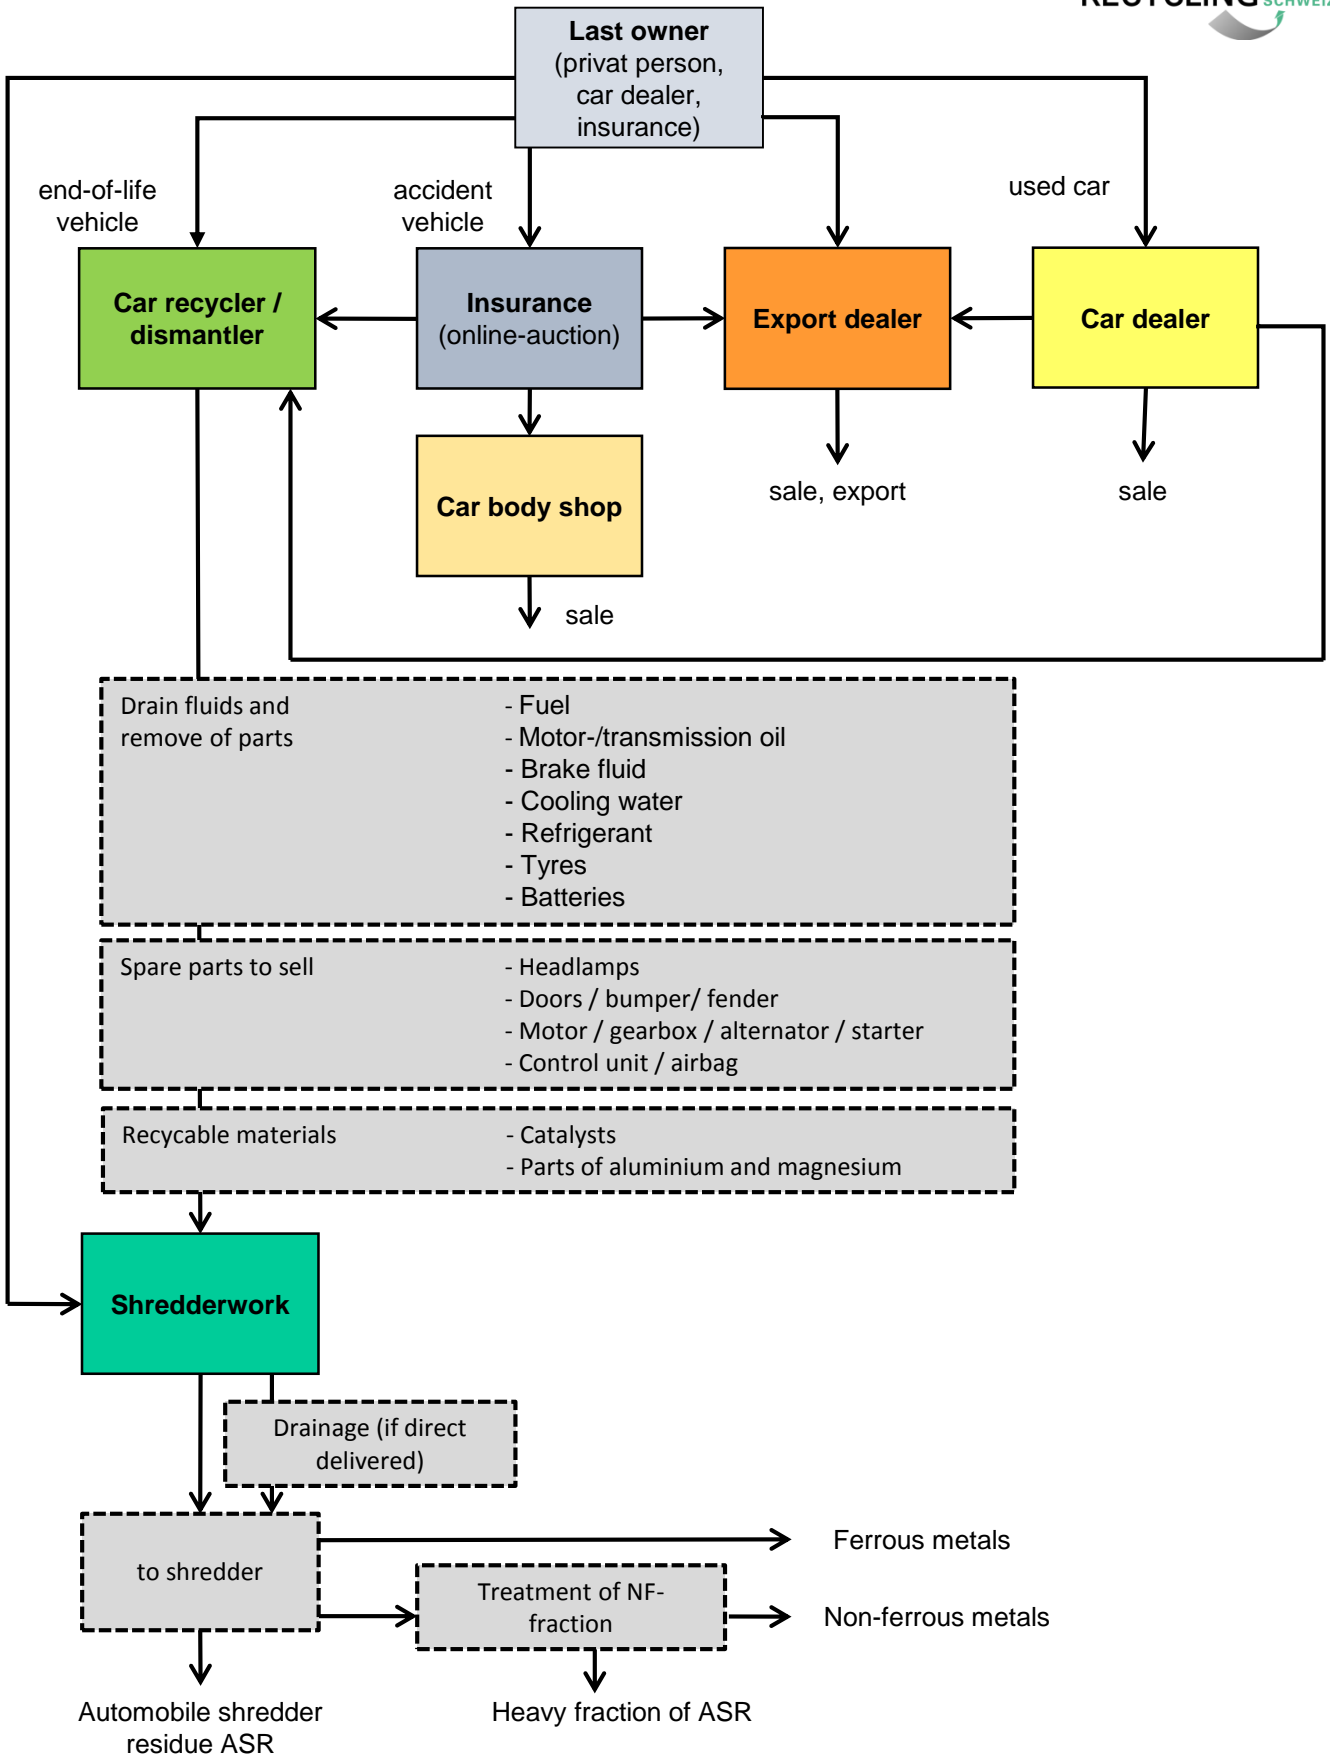 RECYCLING SCHWEIZ
Last owner
(privat person,
car dealer,
insurance)
end-of-life
vehicle
accident
vehicle
used car
Car recycler /
dismantler
Insurance
(online-auction)
Export dealer
Car dealer
Car body shop
sale, export
sale
sale
Drain fluids and
remove of parts
- Fuel
- Motor-/transmission oil
- Brake fluid
- Cooling water
- Refrigerant
- Tyres
- Batteries
Spare parts to sell
- Headlamps
- Doors / bumper/ fender
- Motor / gearbox / alternator / starter
- Control unit / airbag
Recycable materials
- Catalysts
- Parts of aluminium and magnesium
Shredderwork
Drainage (if direct
delivered)
to shredder
Ferrous metals
Treatment of NF-
fraction
Non-ferrous metals
Automobile shredder
residue ASR
Heavy fraction of ASR